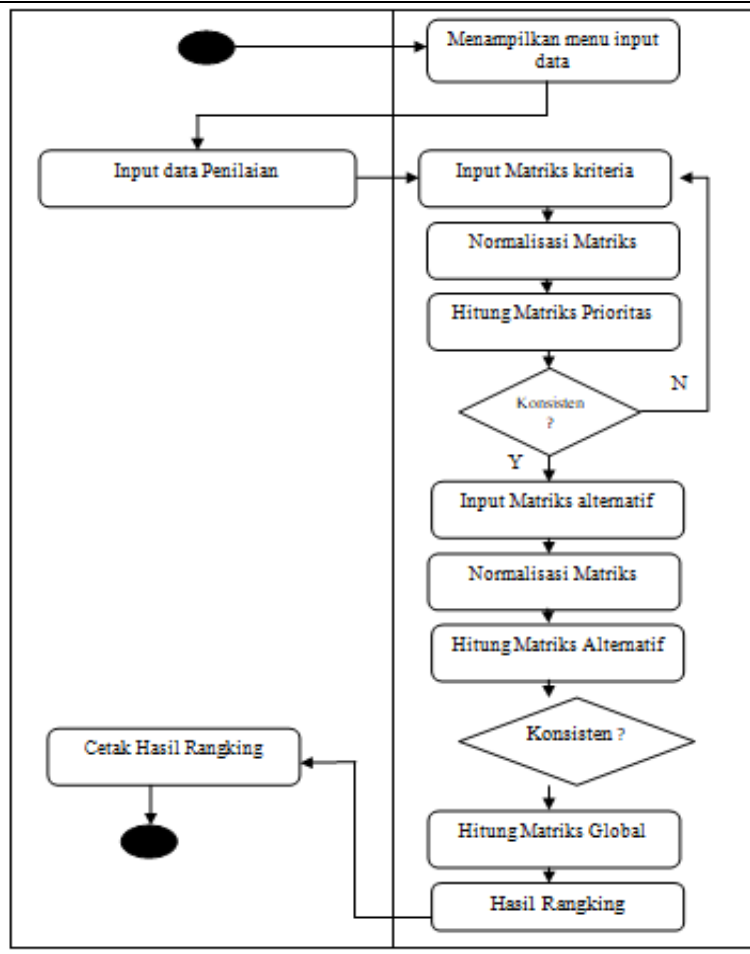 Menampilkan menu input
data
Input data Penilaian
Input Matriks kriteria
Normalisasi Matriks
Hitung Matriks Prioritas
Konsisten
?
N
Y
Input Matriks alternatif
Normalisasi Matriks
Hitung Matriks Alternatif
Konsisten ?
Cetak Hasil Rangking
Hitung Matriks Global
Hasil Rangking